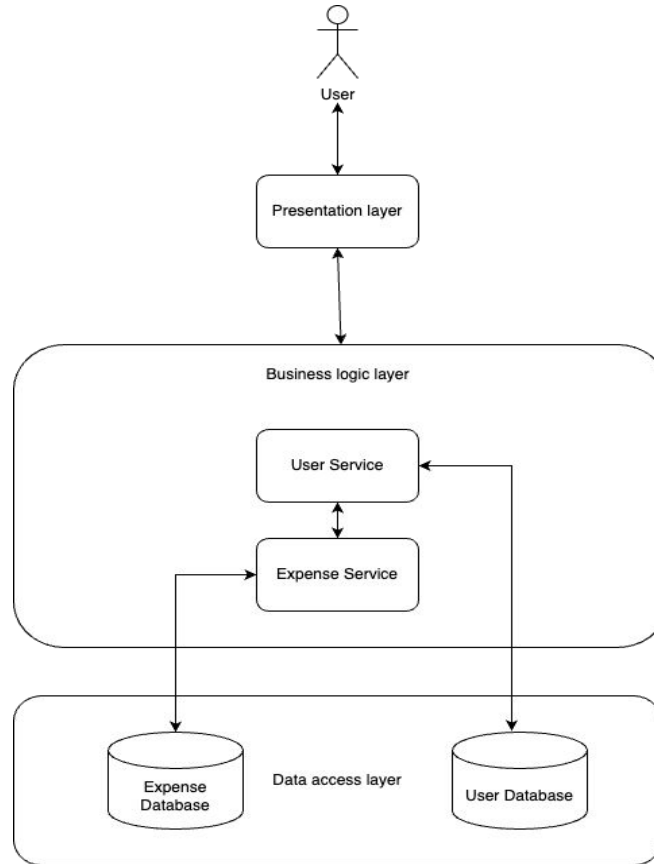 User
Presentation layer
Business logic layer
User Service
Expense Service
Expense
Database
Data access layer
User Database